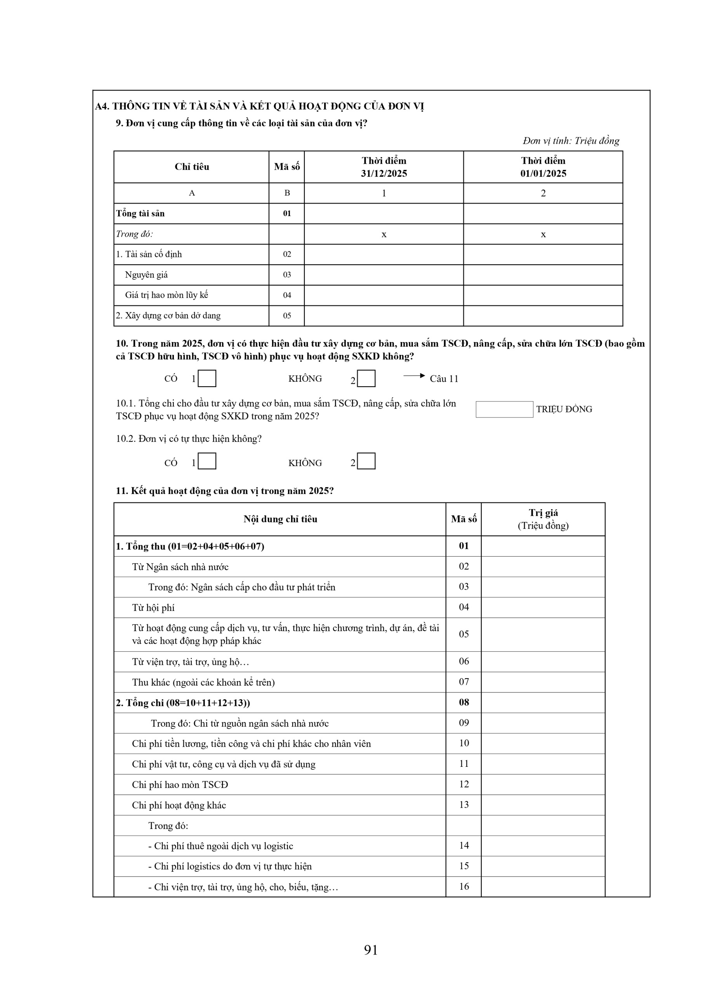 A4. THÔNG TIN VỀ TÀI SẢN VÀ KẾT QUẢ HOẠT ĐỘNG CỦA ĐƠN VỊ
9. Đơn vị cung cấp thông tin về các loại tài sản của đơn vị?
Đơn vị tính: Triệu đồng
Chỉ tiêu Mã số Thời điểm 31/12/2025 Thời điểm 01/01/2025
A B 1 2
Tổng tài sản 01
Trong đó: x x
1. Tài sản cố định 02
Nguyên giá 03
Giá trị hao mòn lũy kế 04
2. Xây dựng cơ bản dở dang 05
10. Trong năm 2025, đơn vị có thực hiện đầu tư xây dựng cơ bản, mua sắm TSCĐ, nâng cấp, sửa chữa lớn TSCĐ (bao gồm
cả TSCĐ hữu hình, TSCĐ vô hình) phục vụ hoạt động SXKD không?
CÓ 1 KHÔNG 2 Câu 11
10.1. Tổng chi cho đầu tư xây dựng cơ bản, mua sắm TSCĐ, nâng cấp, sửa chữa lớn
TSCĐ phục vụ hoạt động SXKD trong năm 2025?
TRIỆU ĐỒNG
10.2. Đơn vị có tự thực hiện không?
CÓ 1 KHÔNG 2
11. Kết quả hoạt động của đơn vị trong năm 2025?
Nội dung chỉ tiêu Mã số Trị giá (Triệu đồng)
1. Tổng thu (01=02+04+05+06+07) 01
Từ Ngân sách nhà nước 02
Trong đó: Ngân sách cấp cho đầu tư phát triển 03
Từ hội phí 04
Từ hoạt động cung cấp dịch vụ, tư vấn, thực hiện chương trình, dự án, đề tài
và các hoạt động hợp pháp khác 05
Từ viện trợ, tài trợ, ủng hộ… 06
Thu khác (ngoài các khoản kể trên) 07
2. Tổng chi (08=10+11+12+13)) 08
Trong đó: Chi từ nguồn ngân sách nhà nước 09
Chi phí tiền lương, tiền công và chi phí khác cho nhân viên 10
Chi phí vật tư, công cụ và dịch vụ đã sử dụng 11
Chi phí hao mòn TSCĐ 12
Chi phí hoạt động khác 13
Trong đó:
- Chi phí thuê ngoài dịch vụ logistic 14
- Chi phí logistics do đơn vị tự thực hiện 15
- Chi viện trợ, tài trợ, ủng hộ, cho, biếu, tặng… 16
91